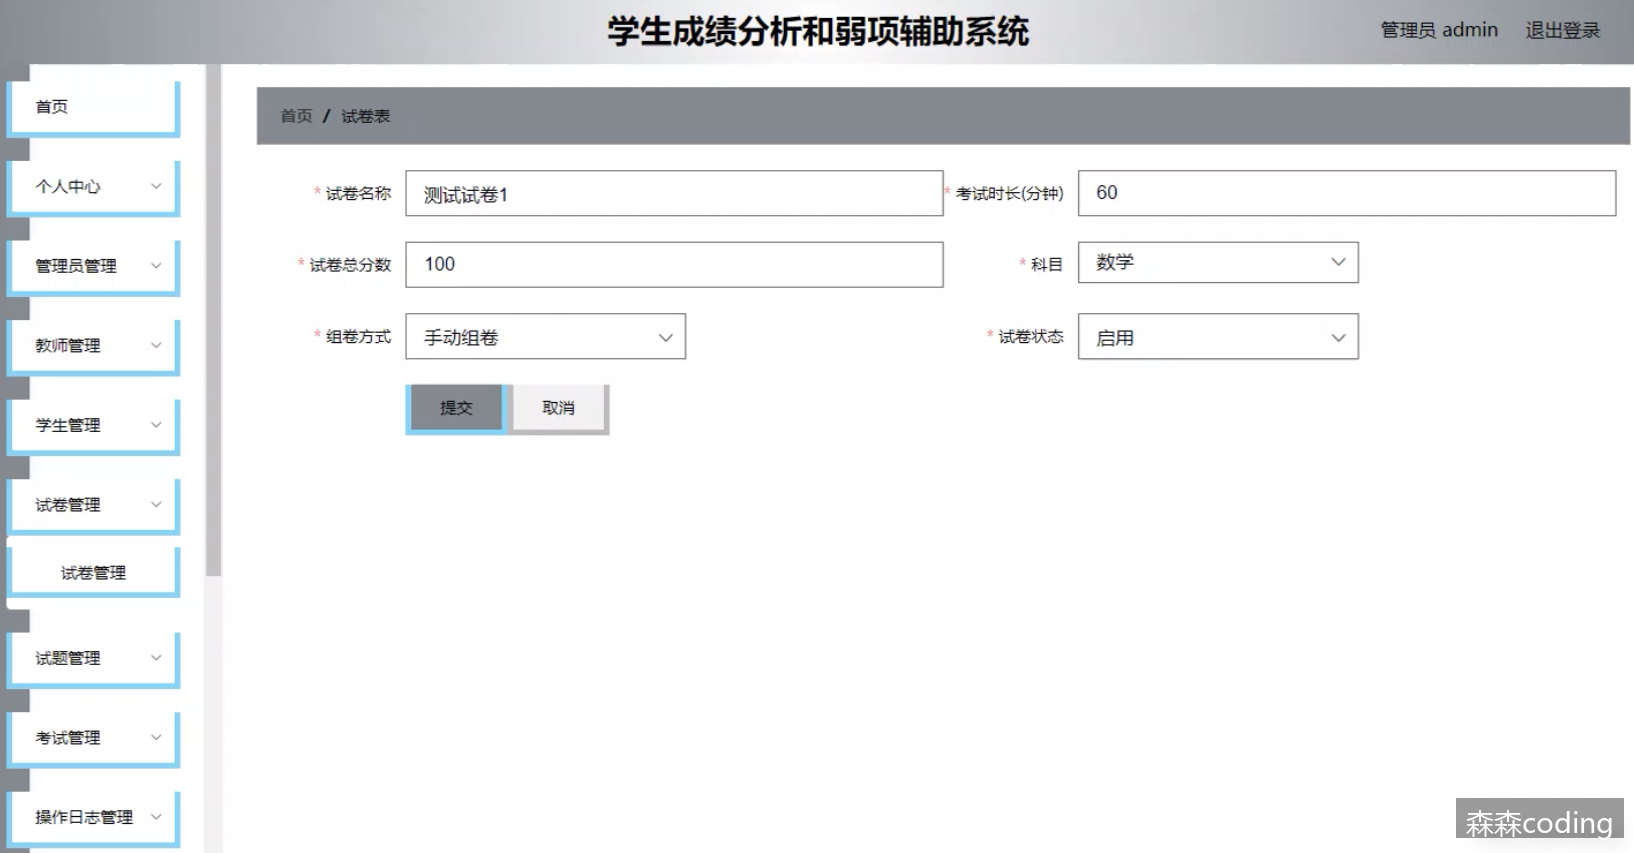 学生成绩分析和弱项辅助系统
管理员 admin 退出登录
首页
个人中心
管理员管理
教师管理
学生管理
试卷管理
试卷管理
试题管理
考试管理
操作日志管理
首页 / 试卷表
* 试卷名称 测试试卷1 * 考试时长(分钟) 60
* 试卷总分数 100 * 科目 数学
* 组卷方式 手动组卷 * 试卷状态 启用
提交 取消
森森coding